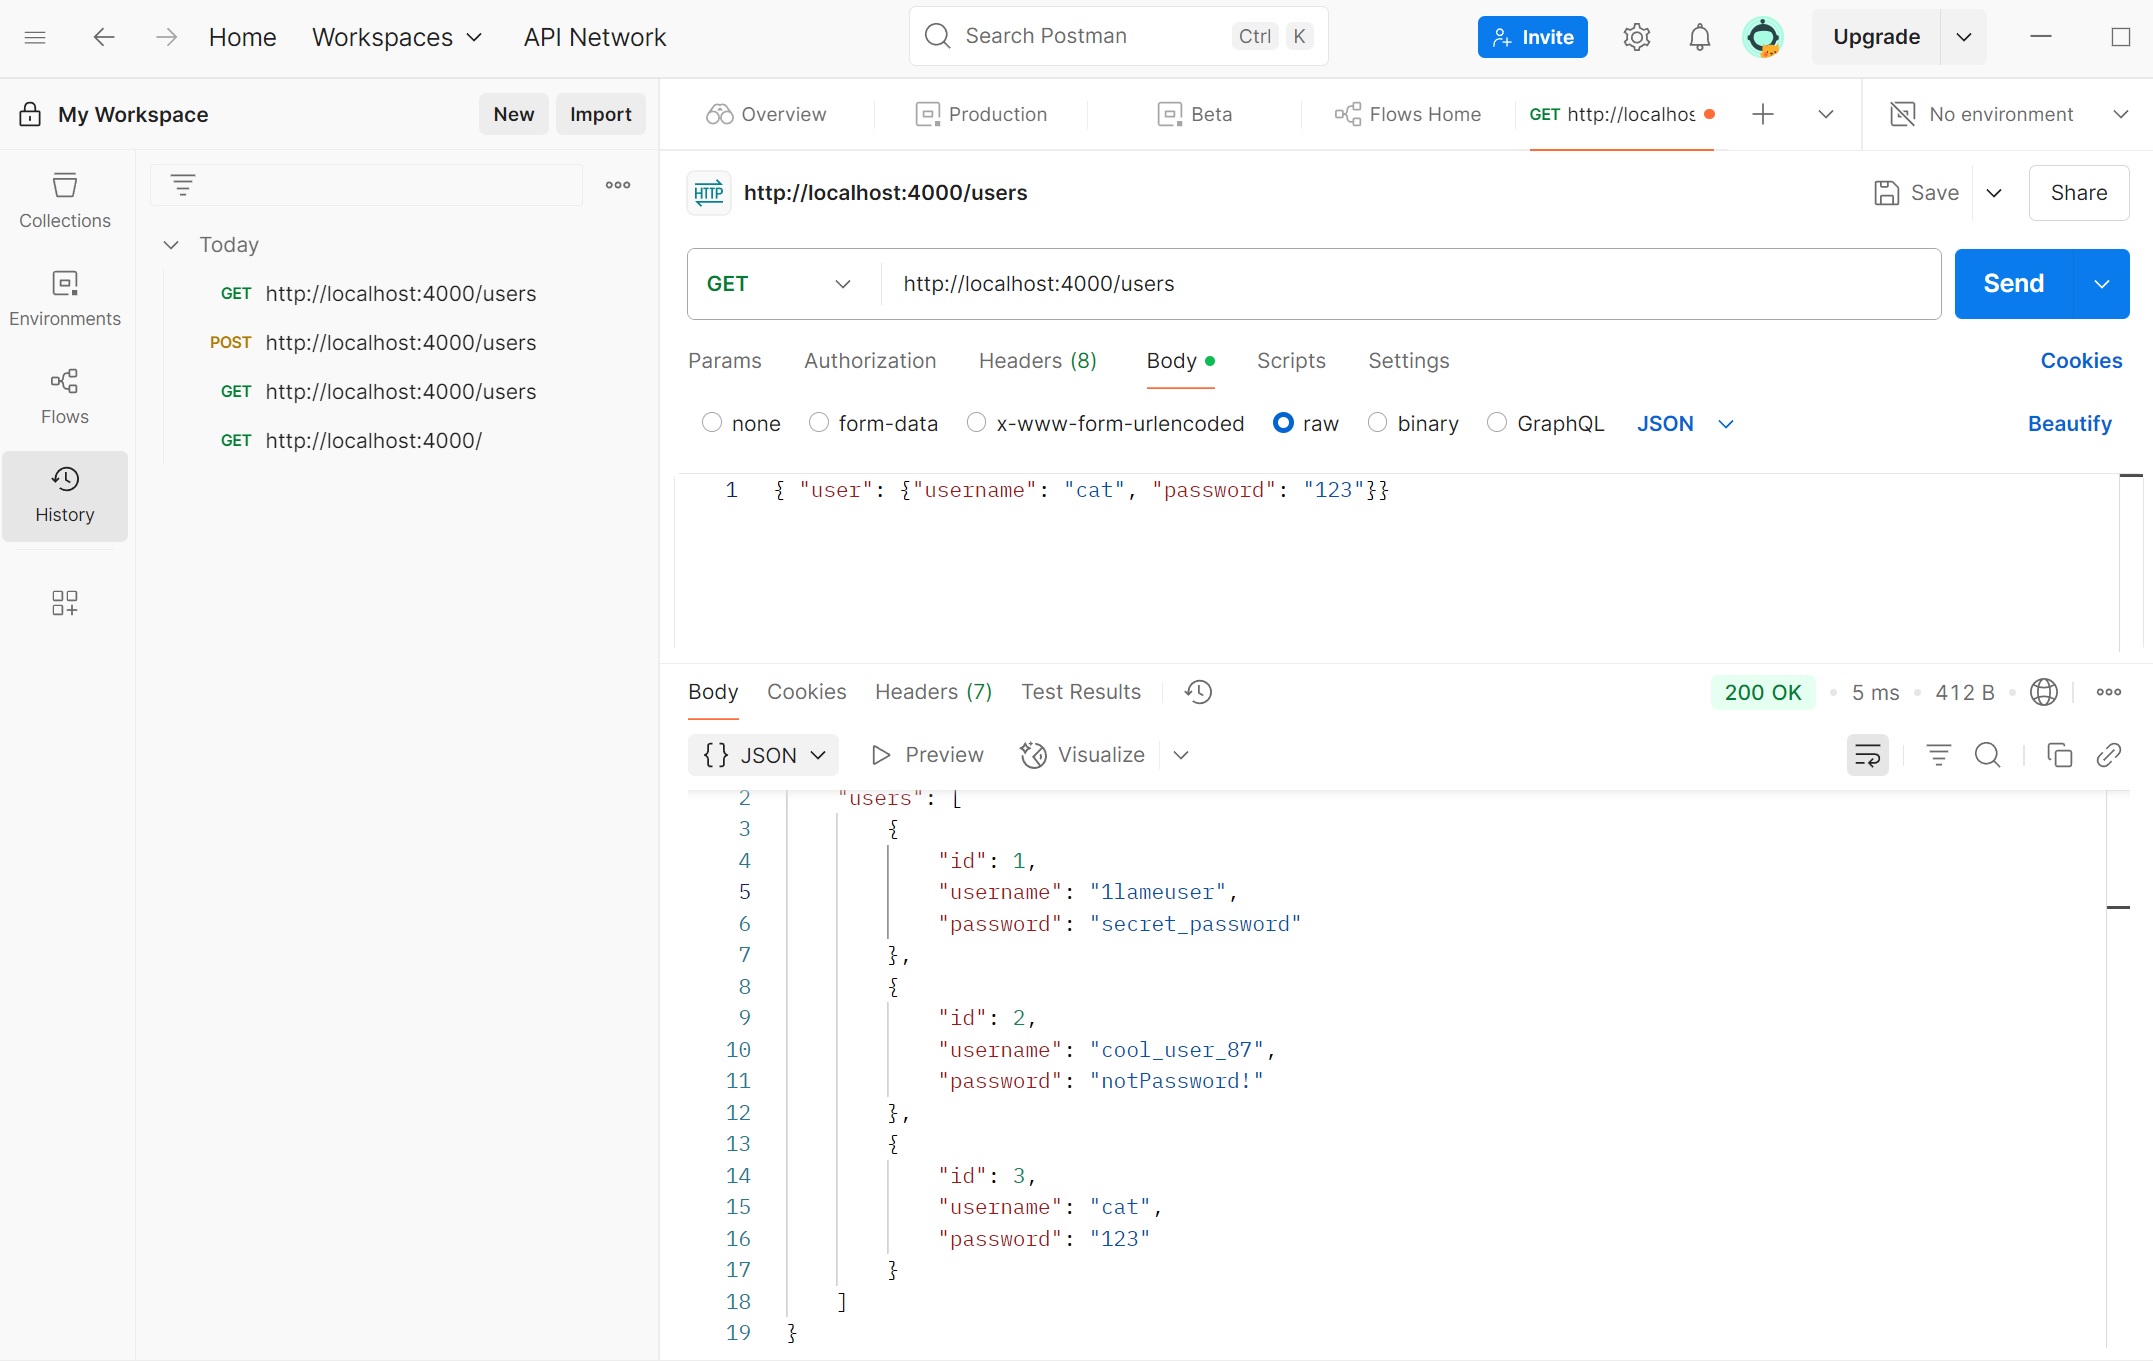 Home Workspaces API Network Search Postman Ctrl K Invite Upgrade
My Workspace New Import
Overview Production Beta Flows Home GET http://localhos No environment
Collections
Environments
Flows
History
Today
GET http://localhost:4000/users
POST http://localhost:4000/users
GET http://localhost:4000/users
GET http://localhost:4000/
HTTP http://localhost:4000/users Save Share
GET http://localhost:4000/users Send
Params Authorization Headers (8) Body Scripts Settings Cookies
none form-data x-www-form-urlencoded raw binary GraphQL JSON Beautify
1 { "user": {"username": "cat", "password": "123"}}
Body Cookies Headers (7) Test Results 200 OK 5 ms 412 B
{} JSON Preview Visualize
2 "users": [
3 {
4 "id": 1,
5 "username": "1lameuser",
6 "password": "secret_password"
7 },
8 {
9 "id": 2,
10 "username": "cool_user_87",
11 "password": "notPassword!"
12 },
13 {
14 "id": 3,
15 "username": "cat",
16 "password": "123"
17 }
18 ]
19 }